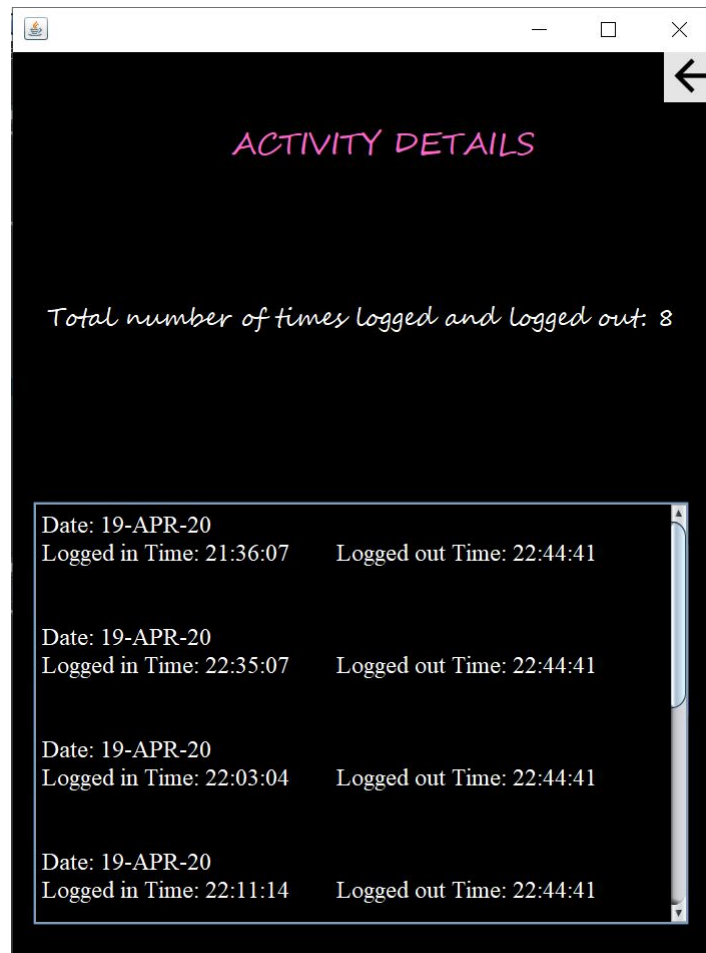 ACTIVITY DETAILS
Total number of times logged and logged out: 8
Date: 19-APR-20
Logged in Time: 21:36:07 Logged out Time: 22:44:41
Date: 19-APR-20
Logged in Time: 22:35:07 Logged out Time: 22:44:41
Date: 19-APR-20
Logged in Time: 22:03:04 Logged out Time: 22:44:41
Date: 19-APR-20
Logged in Time: 22:11:14 Logged out Time: 22:44:41